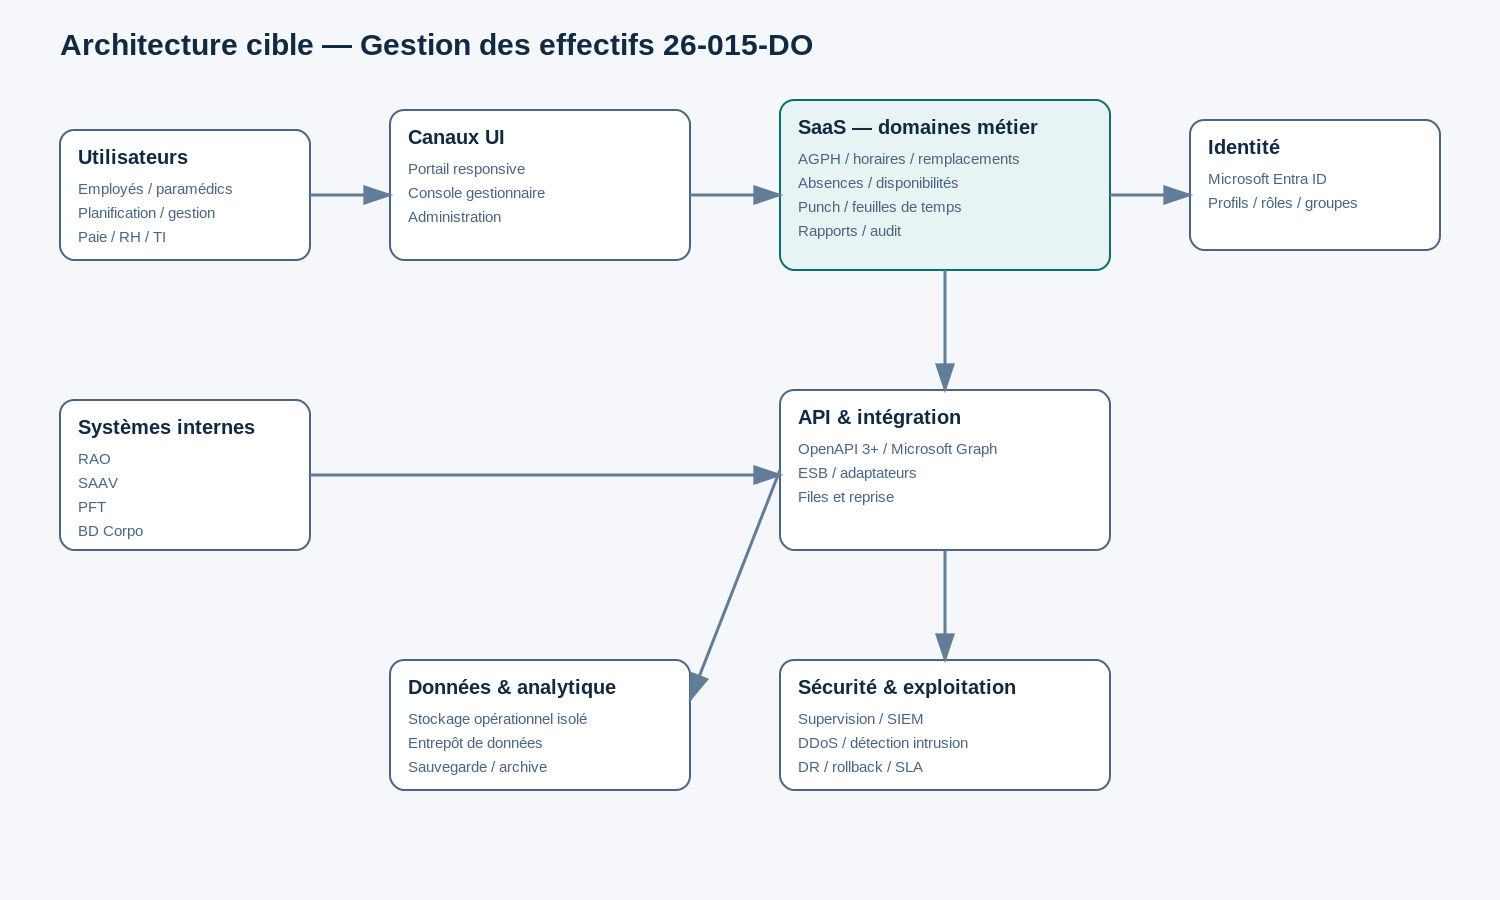 Architecture cible — Gestion des effectifs 26-015-DO
Utilisateurs
Employés / paramédics
Planification / gestion
Paie / RH / TI
Canaux UI
Portail responsive
Console gestionnaire
Administration
SaaS — domaines métier
AGPH / horaires / remplacements
Absences / disponibilités
Punch / feuilles de temps
Rapports / audit
Identité
Microsoft Entra ID
Profils / rôles / groupes
Systèmes internes
RAO
SAAV
PFT
BD Corpo
API & intégration
OpenAPI 3+ / Microsoft Graph
ESB / adaptateurs
Files et reprise
Données & analytique
Stockage opérationnel isolé
Entrepôt de données
Sauvegarde / archive
Sécurité & exploitation
Supervision / SIEM
DDoS / détection intrusion
DR / rollback / SLA